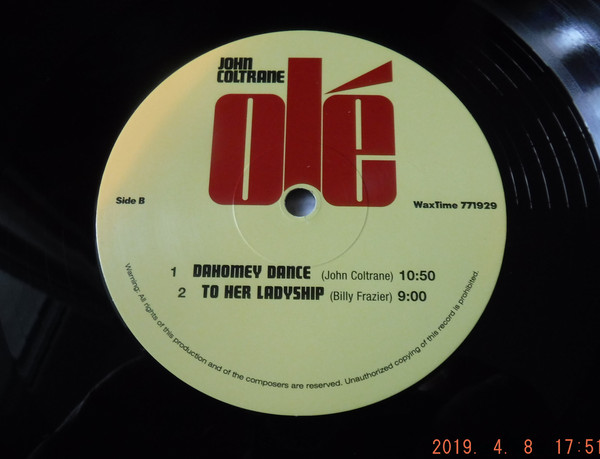 JOHN
COLTRANE
olé
Side B
WaxTime 771929
1 DAHOMEY DANCE (John Coltrane) 10:50
2 TO HER LADYSHIP (Billy Frazier) 9:00
Warning: All rights of this production and of the composers are reserved. Unauthorized copying of this record is prohibited.
2019. 4. 8 17:51